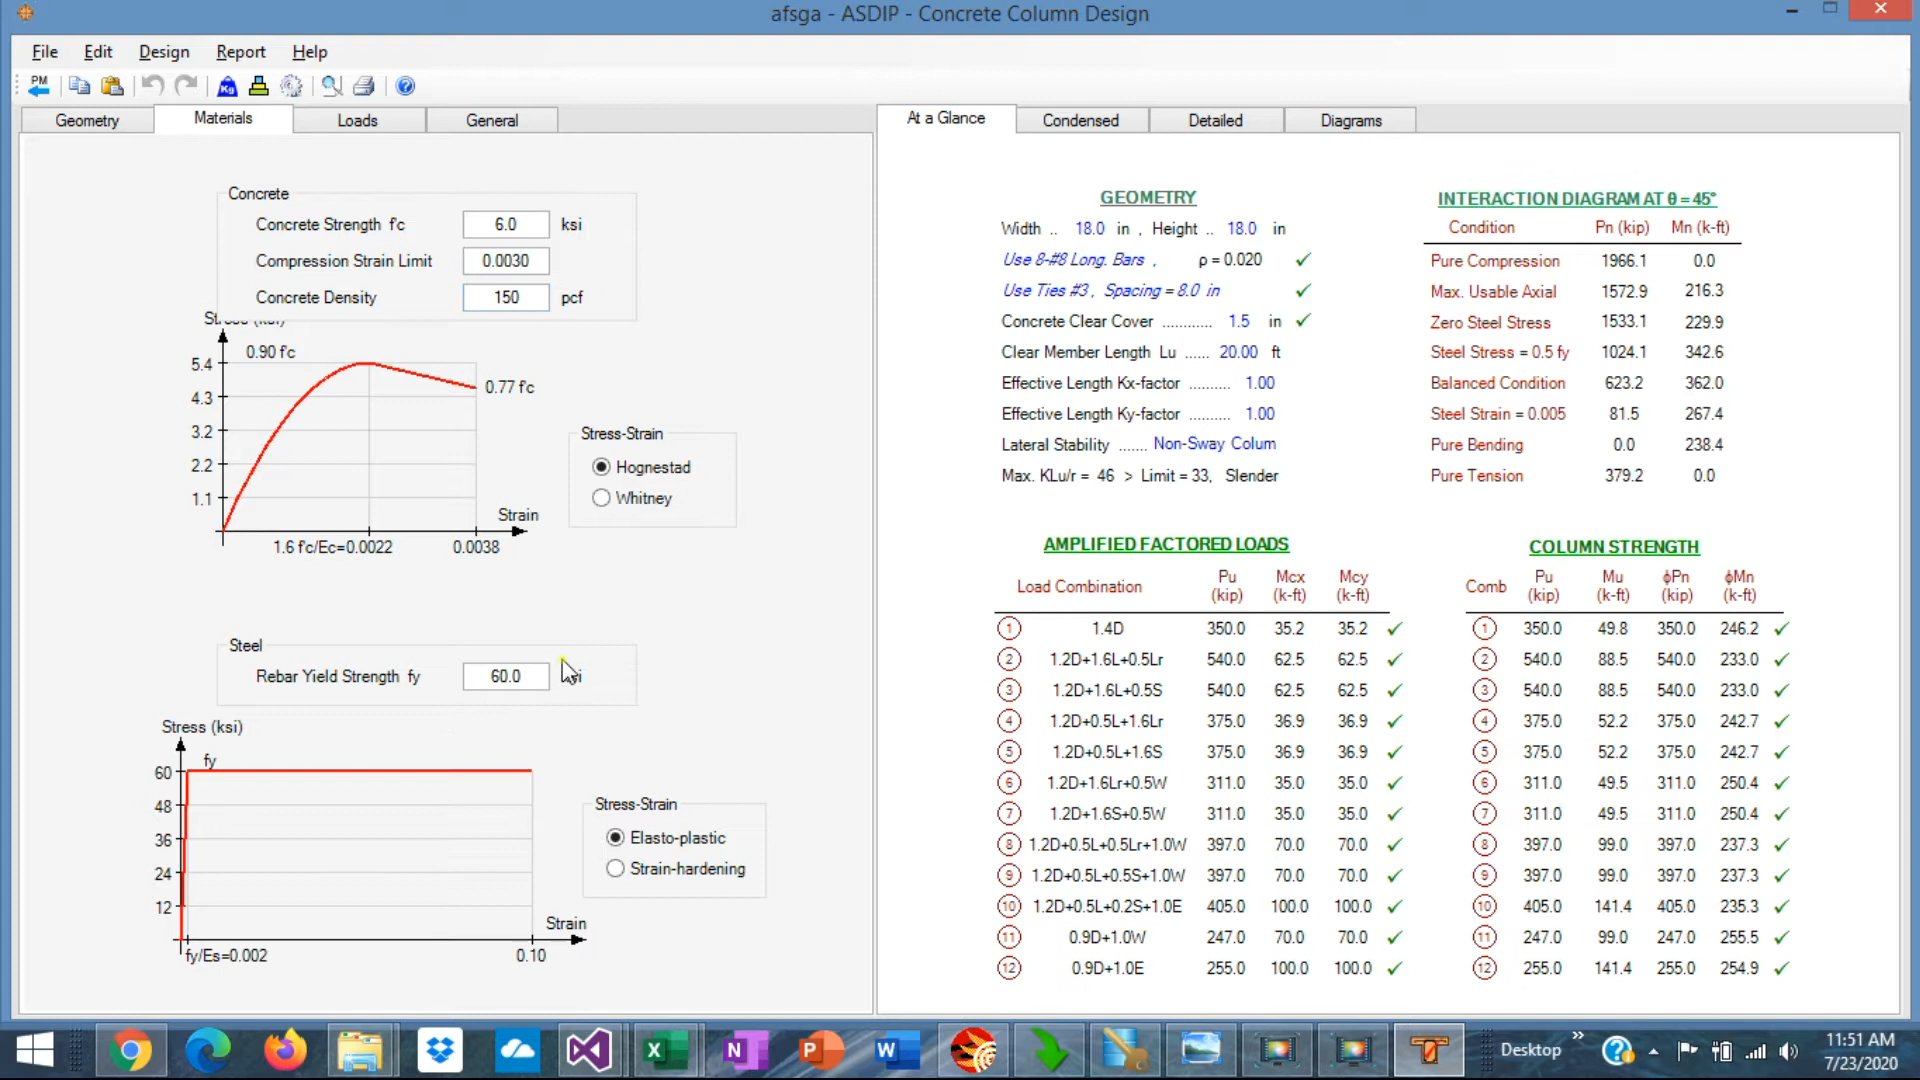 afsga - ASDIP - Concrete Column Design
File Edit Design Report Help
PM Kg
Geometry Materials Loads General
At a Glance Condensed Detailed Diagrams
Concrete
Concrete Strength f'c 6.0 ksi
Compression Strain Limit 0.0030
Concrete Density 150 pcf
0.90 f'c
5.4
4.3
3.2
2.2
1.1
0.77 f'c
Strain
1.6 f'c/Ec=0.0022 0.0038
Stress-Strain
Hognestad
Whitney
Steel
Rebar Yield Strength fy 60.0
Stress (ksi)
fy
60
48
36
24
12
Strain
fy/Es=0.002 0.10
Stress-Strain
Elasto-plastic
Strain-hardening
GEOMETRY
Width .. 18.0 in , Height .. 18.0 in
Use 8-#8 Long. Bars , ρ = 0.020 ✓
Use Ties #3 , Spacing = 8.0 in ✓
Concrete Clear Cover ........... 1.5 in ✓
Clear Member Length Lu ...... 20.00 ft
Effective Length Kx-factor ......... 1.00
Effective Length Ky-factor ......... 1.00
Lateral Stability ....... Non-Sway Colum
Max. KLu/r = 46 > Limit = 33, Slender
INTERACTION DIAGRAM AT θ = 45°
Condition Pn (kip) Mn (k-ft)
Pure Compression 1966.1 0.0
Max. Usable Axial 1572.9 216.3
Zero Steel Stress 1533.1 229.9
Steel Stress = 0.5 fy 1024.1 342.6
Balanced Condition 623.2 362.0
Steel Strain = 0.005 81.5 267.4
Pure Bending 0.0 238.4
Pure Tension 379.2 0.0
AMPLIFIED FACTORED LOADS
Load Combination Pu (kip) Mcx (k-ft) Mcy (k-ft)
1 1.4D 350.0 35.2 35.2 ✓
2 1.2D+1.6L+0.5Lr 540.0 62.5 62.5 ✓
3 1.2D+1.6L+0.5S 540.0 62.5 62.5 ✓
4 1.2D+0.5L+1.6Lr 375.0 36.9 36.9 ✓
5 1.2D+0.5L+1.6S 375.0 36.9 36.9 ✓
6 1.2D+1.6Lr+0.5W 311.0 35.0 35.0 ✓
7 1.2D+1.6S+0.5W 311.0 35.0 35.0 ✓
8 1.2D+0.5L+0.5Lr+1.0W 397.0 70.0 70.0 ✓
9 1.2D+0.5L+0.5S+1.0W 397.0 70.0 70.0 ✓
10 1.2D+0.5L+0.2S+1.0E 405.0 100.0 100.0 ✓
11 0.9D+1.0W 247.0 70.0 70.0 ✓
12 0.9D+1.0E 255.0 100.0 100.0 ✓
COLUMN STRENGTH
Comb Pu (kip) Mu (k-ft) ϕPn (kip) ϕMn (k-ft)
1 350.0 49.8 350.0 246.2 ✓
2 540.0 88.5 540.0 233.0 ✓
3 540.0 88.5 540.0 233.0 ✓
4 375.0 52.2 375.0 242.7 ✓
5 375.0 52.2 375.0 242.7 ✓
6 311.0 49.5 311.0 250.4 ✓
7 311.0 49.5 311.0 250.4 ✓
8 397.0 99.0 397.0 237.3 ✓
9 397.0 99.0 397.0 237.3 ✓
10 405.0 141.4 405.0 235.3 ✓
11 247.0 99.0 247.0 255.5 ✓
12 255.0 141.4 255.0 254.9 ✓
Desktop
11:51 AM
7/23/2020